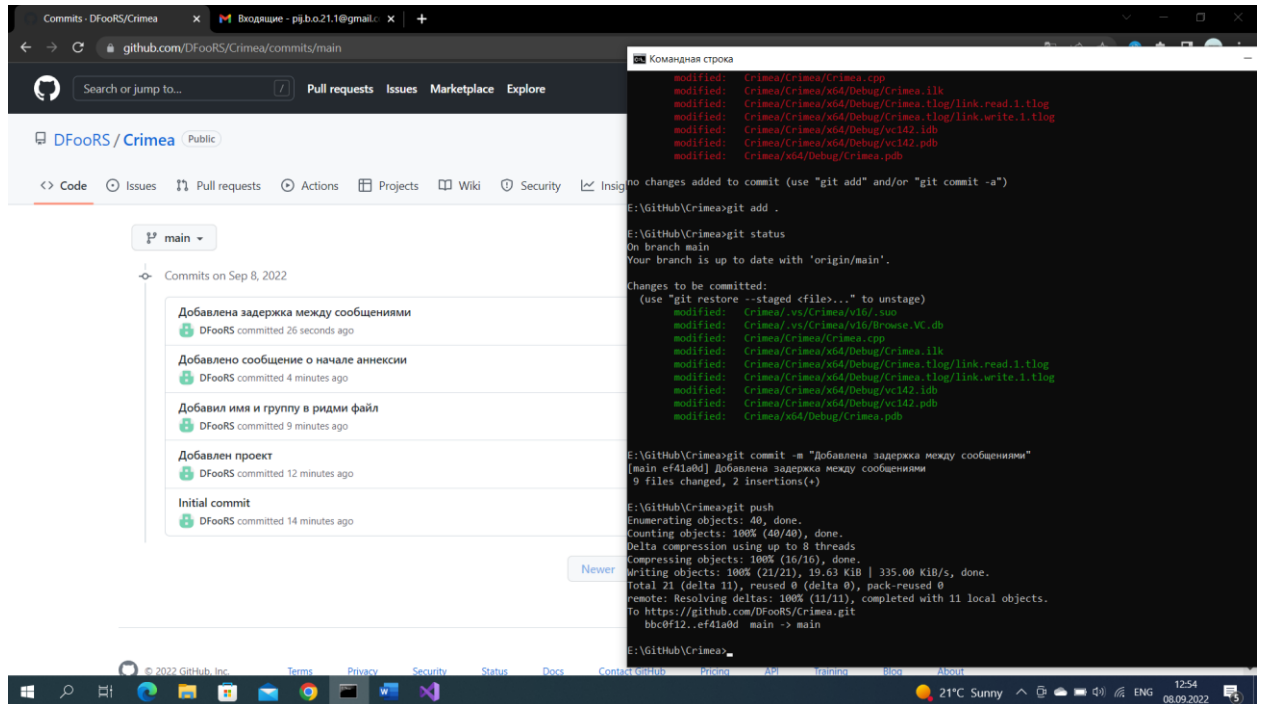 Commits · DFooRS/Crimea
Входящие - pij.b.o.21.1@gmail.c
github.com/DFooRS/Crimea/commits/main
Search or jump to...
/
Pull requests Issues Marketplace Explore
DFooRS / Crimea Public
Code Issues Pull requests Actions Projects Wiki Security Insig
main
Commits on Sep 8, 2022
Добавлена задержка между сообщениями
DFooRS committed 26 seconds ago
Добавлено сообщение о начале аннексии
DFooRS committed 4 minutes ago
Добавил имя и группу в ридми файл
DFooRS committed 9 minutes ago
Добавлен проект
DFooRS committed 12 minutes ago
Initial commit
DFooRS committed 14 minutes ago
Newer
© 2022 GitHub, Inc. Terms Privacy Security Status Docs Contact GitHub Pricing API Training Blog About
Командная строка
modified: Crimea/Crimea/Crimea.cpp
modified: Crimea/Crimea/x64/Debug/Crimea.ilk
modified: Crimea/Crimea/x64/Debug/Crimea.tlog/link.read.1.tlog
modified: Crimea/Crimea/x64/Debug/Crimea.tlog/link.write.1.tlog
modified: Crimea/Crimea/x64/Debug/vc142.idb
modified: Crimea/Crimea/x64/Debug/vc142.pdb
modified: Crimea/x64/Debug/Crimea.pdb
no changes added to commit (use "git add" and/or "git commit -a")
E:\GitHub\Crimea>git add .
E:\GitHub\Crimea>git status
On branch main
Your branch is up to date with 'origin/main'.
Changes to be committed:
(use "git restore --staged <file>..." to unstage)
modified: Crimea/.vs/Crimea/v16/.suo
modified: Crimea/.vs/Crimea/v16/Browse.VC.db
modified: Crimea/Crimea/Crimea.cpp
modified: Crimea/Crimea/x64/Debug/Crimea.ilk
modified: Crimea/Crimea/x64/Debug/Crimea.tlog/link.read.1.tlog
modified: Crimea/Crimea/x64/Debug/Crimea.tlog/link.write.1.tlog
modified: Crimea/Crimea/x64/Debug/vc142.idb
modified: Crimea/Crimea/x64/Debug/vc142.pdb
modified: Crimea/x64/Debug/Crimea.pdb
E:\GitHub\Crimea>git commit -m "Добавлена задержка между сообщениями"
[main ef41a0d] Добавлена задержка между сообщениями
9 files changed, 2 insertions(+)
E:\GitHub\Crimea>git push
Enumerating objects: 40, done.
Counting objects: 100% (40/40), done.
Delta compression using up to 8 threads
Compressing objects: 100% (16/16), done.
Writing objects: 100% (21/21), 19.63 KiB | 335.00 KiB/s, done.
Total 21 (delta 11), reused 0 (delta 0), pack-reused 0
remote: Resolving deltas: 100% (11/11), completed with 11 local objects.
To https://github.com/DFooRS/Crimea.git
bbc0f12..ef41a0d main -> main
E:\GitHub\Crimea>
21°C Sunny
ENG
12:54
08.09.2022
5